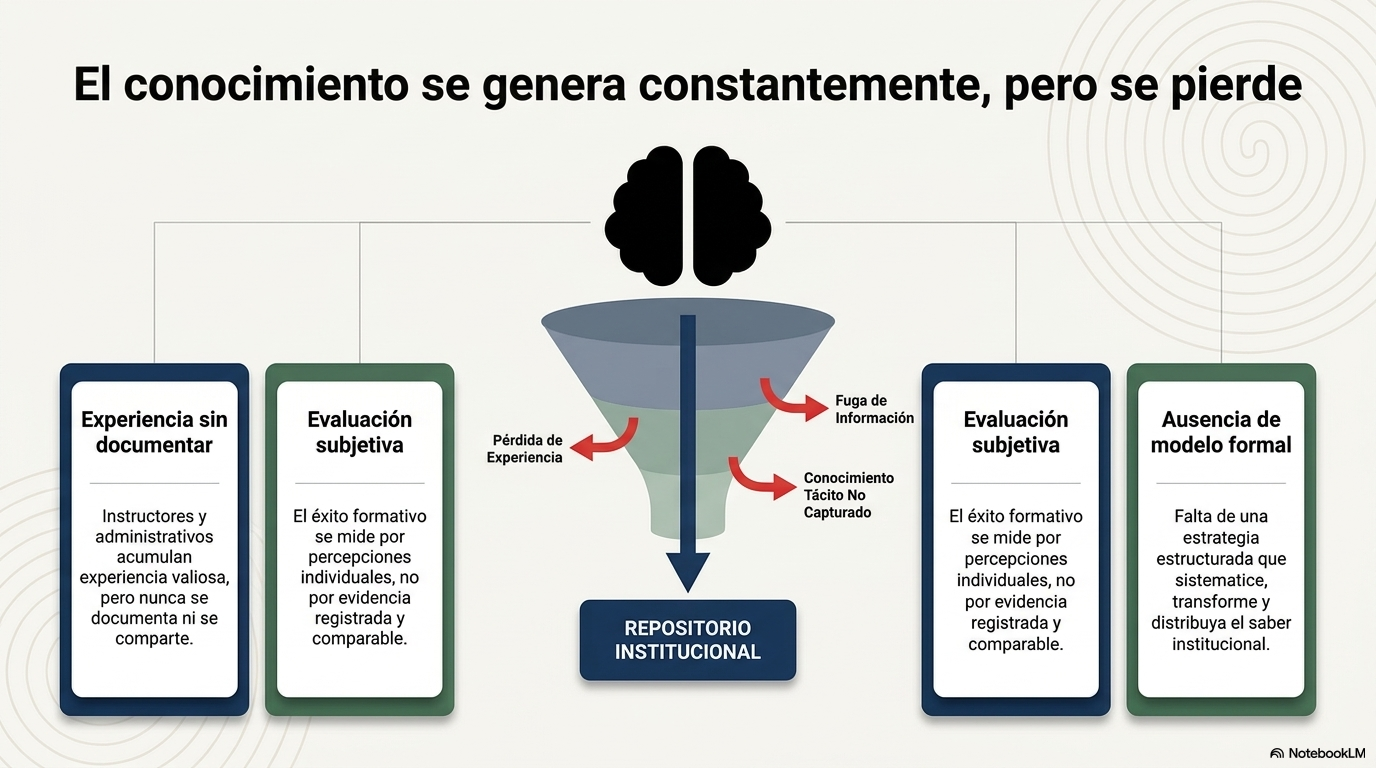 El conocimiento se genera constantemente, pero se pierde
Experiencia sin
documentar
Instructores y
administrativos
acumulan
experiencia valiosa,
pero nunca se
documenta ni se
comparte.
Evaluación
subjetiva
El éxito formativo
se mide por
percepciones
individuales, no
por evidencia
registrada y
comparable.
Pérdida de
Experiencia
Fuga de
Información
Conocimiento
Tácito No
Capturado
REPOSITORIO
INSTITUCIONAL
Evaluación
subjetiva
El éxito formativo
se mide por
percepciones
individuales, no
por evidencia
registrada y
comparable.
Ausencia de
modelo formal
Falta de una
estrategia
estructurada que
sistematice,
transforme y
distribuya el saber
institucional.
NotebookLM